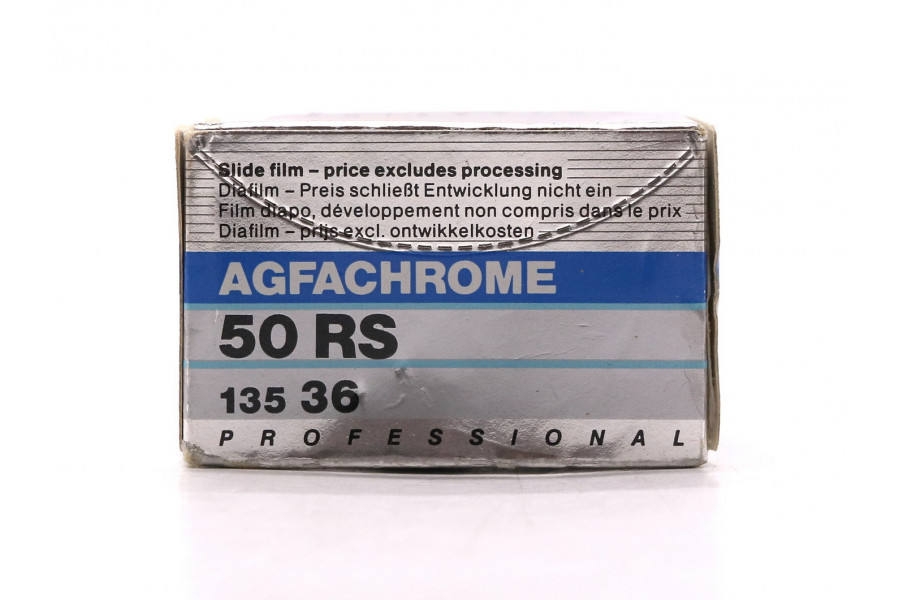 Slide film – price excludes processing
Diafilm – Preis schließt Entwicklung nicht ein
Film diapo, développement non compris dans le prix
Diafilm – prijs excl. ontwikkelkosten
AGFACHROME
50 RS
135 36
PROFESSIONAL